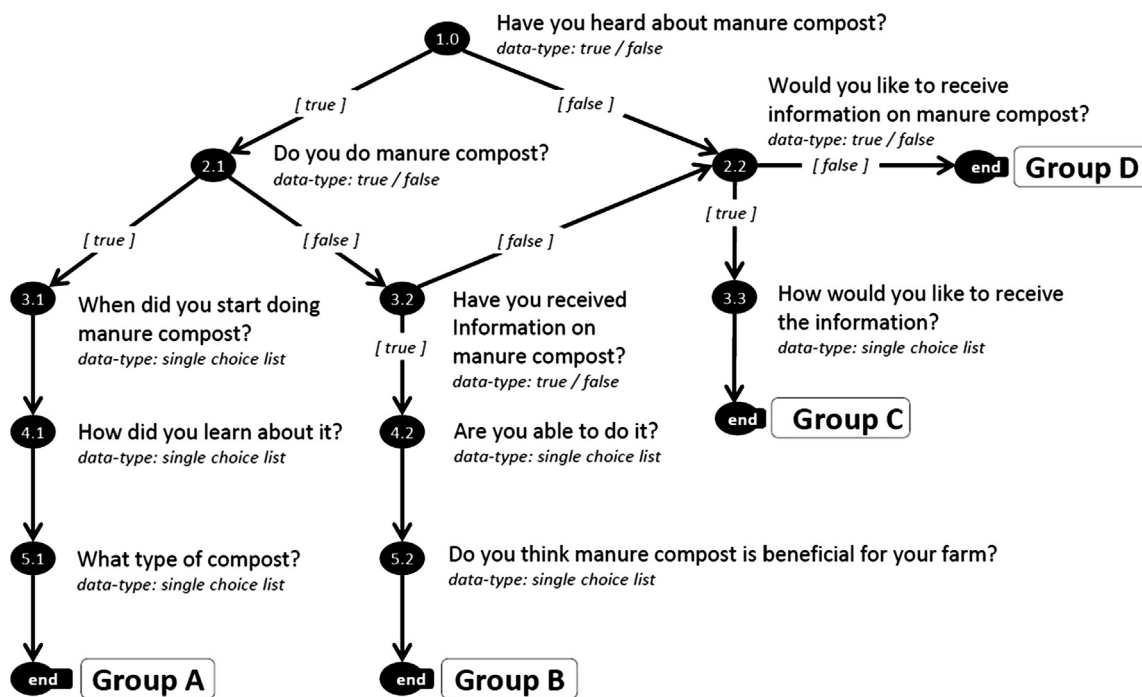 1.0
Have you heard about manure compost?
data-type: true / false
[ true ]
[ false ]
Would you like to receive
information on manure compost?
data-type: true / false
2.1
Do you do manure compost?
data-type: true / false
2.2
[ false ]
end
Group D
[ true ]
[ false ]
[ false ]
[ true ]
3.1
When did you start doing
manure compost?
data-type: single choice list
3.2
Have you received
Information on
manure compost?
data-type: true / false
[ true ]
3.3
How would you like to receive
the information?
data-type: single choice list
4.1
How did you learn about it?
data-type: single choice list
4.2
Are you able to do it?
data-type: single choice list
end
Group C
5.1
What type of compost?
data-type: single choice list
5.2
Do you think manure compost is beneficial for your farm?
data-type: single choice list
end
Group A
end
Group B